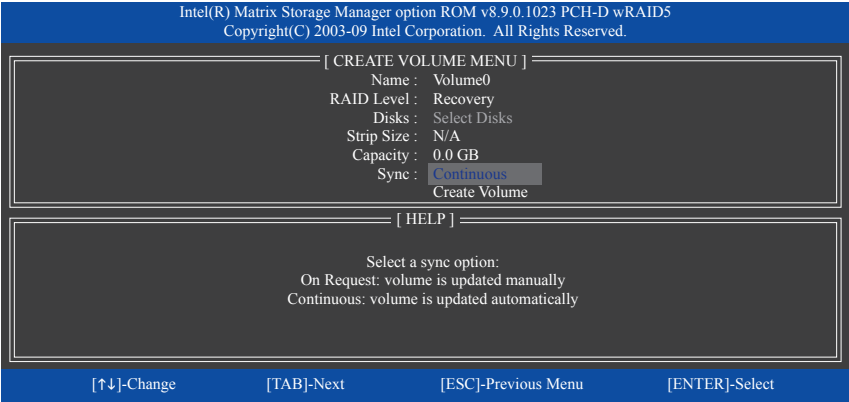 Intel(R) Matrix Storage Manager option ROM v8.9.0.1023 PCH-D wRAID5
Copyright(C) 2003-09 Intel Corporation.  All Rights Reserved.
[ CREATE VOLUME MENU ]
Name : Volume0
RAID Level : Recovery
Disks : Select Disks
Strip Size : N/A
Capacity : 0.0 GB
Sync : Continuous
Create Volume
[ HELP ]
Select a sync option:
On Request: volume is updated manually
Continuous: volume is updated automatically
[↑↓]-Change [TAB]-Next [ESC]-Previous Menu [ENTER]-Select